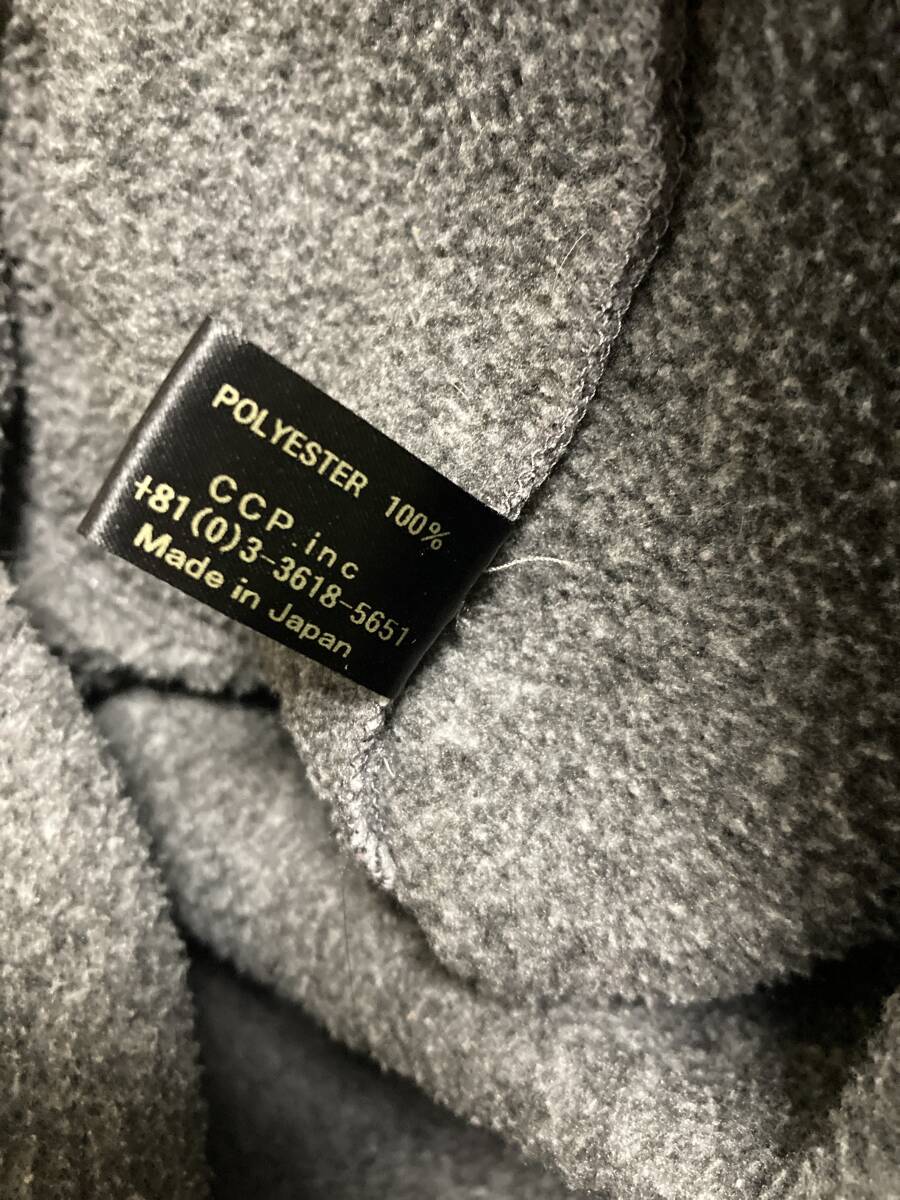 POLYESTER 100%
CCP.inc
+81(0)3-3618-5651
Made in Japan